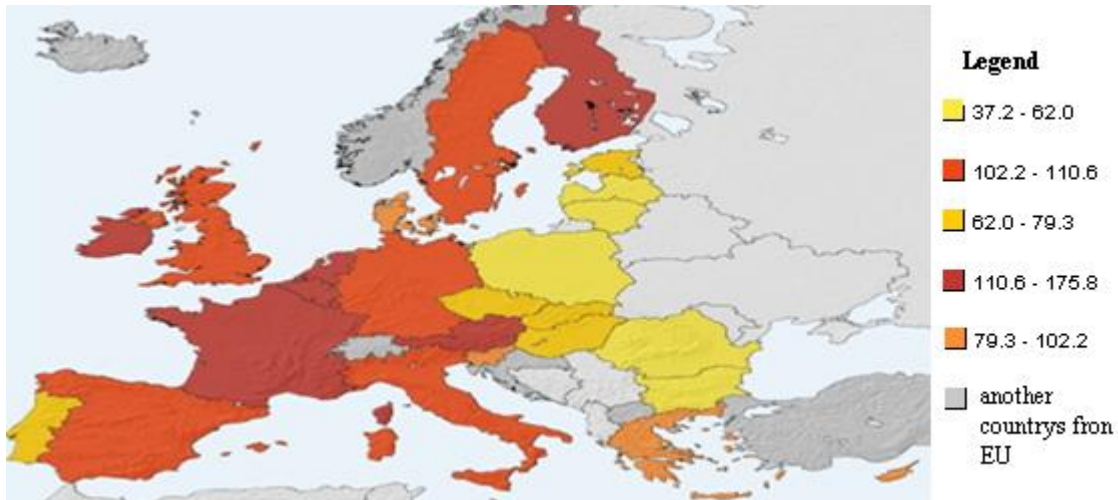 Legend
37.2 - 62.0
102.2 - 110.6
62.0 - 79.3
110.6 - 175.8
79.3 - 102.2
another
countrys fron
EU